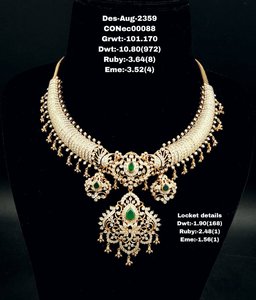 Des-Aug-2359
CONec00088
Grwt:-101.170
Dwt:-10.80(972)
Ruby:-3.64(8)
Eme:-3.52(4)
Locket details
Dwt:-1.90(168)
Ruby:-2.48(1)
Eme:-1.56(1)